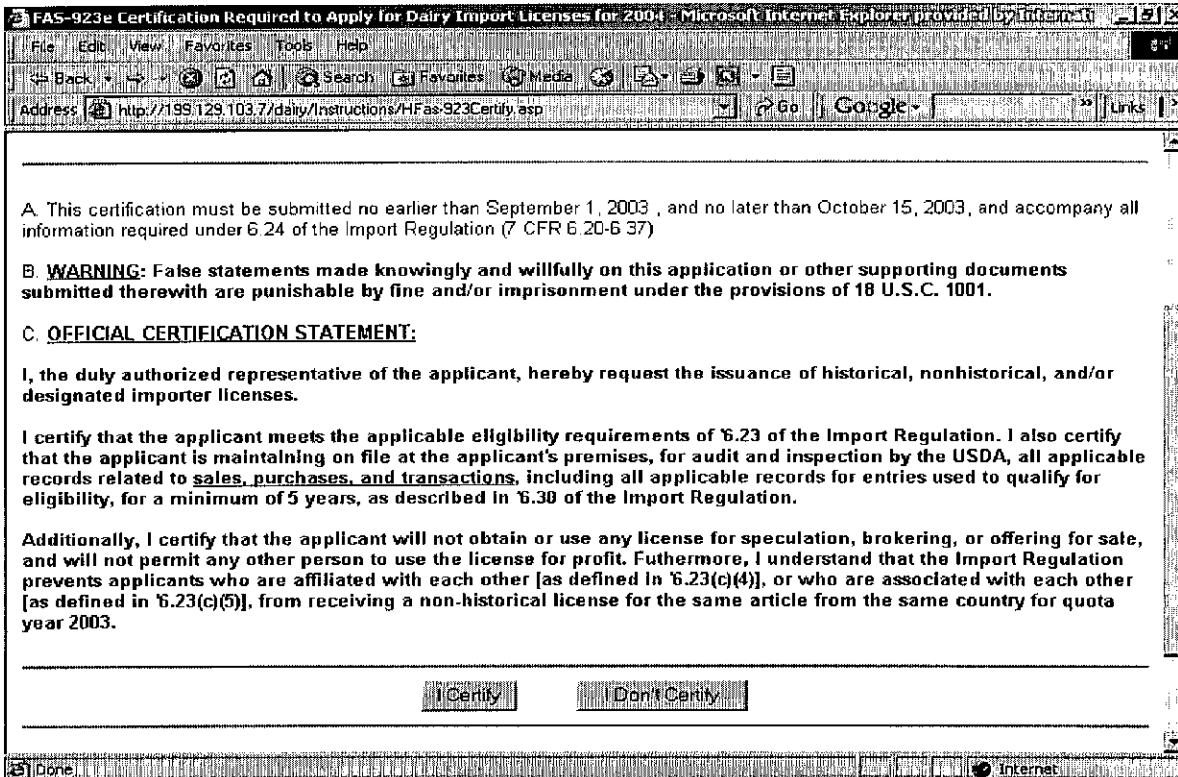 FAS-923e Certification Required to Apply for Dairy Import Licenses for 2004 - Microsoft Internet Explorer provided by Internati
File Edit View Favorites Tools Help
Back Search Favorites Media
Address http://199.129.103.7/dairy/Instructions/HFas-923Certify.asp Go Google Links
A. This certification must be submitted no earlier than September 1, 2003 , and no later than October 15, 2003, and accompany all
information required under 6.24 of the Import Regulation (7 CFR 6.20-6.37)
B. WARNING: False statements made knowingly and willfully on this application or other supporting documents
submitted therewith are punishable by fine and/or imprisonment under the provisions of 18 U.S.C. 1001.
C. OFFICIAL CERTIFICATION STATEMENT:
I, the duly authorized representative of the applicant, hereby request the issuance of historical, nonhistorical, and/or
designated importer licenses.
I certify that the applicant meets the applicable eligibility requirements of '6.23 of the Import Regulation. I also certify
that the applicant is maintaining on file at the applicant's premises, for audit and inspection by the USDA, all applicable
records related to sales, purchases, and transactions, including all applicable records for entries used to qualify for
eligibility, for a minimum of 5 years, as described in '6.30 of the Import Regulation.
Additionally, I certify that the applicant will not obtain or use any license for speculation, brokering, or offering for sale,
and will not permit any other person to use the license for profit. Futhermore, I understand that the Import Regulation
prevents applicants who are affiliated with each other [as defined in '6.23(c)(4)], or who are associated with each other
[as defined in '6.23(c)(5)], from receiving a non-historical license for the same article from the same country for quota
year 2003.
I Certify I Don't Certify
Done Internet